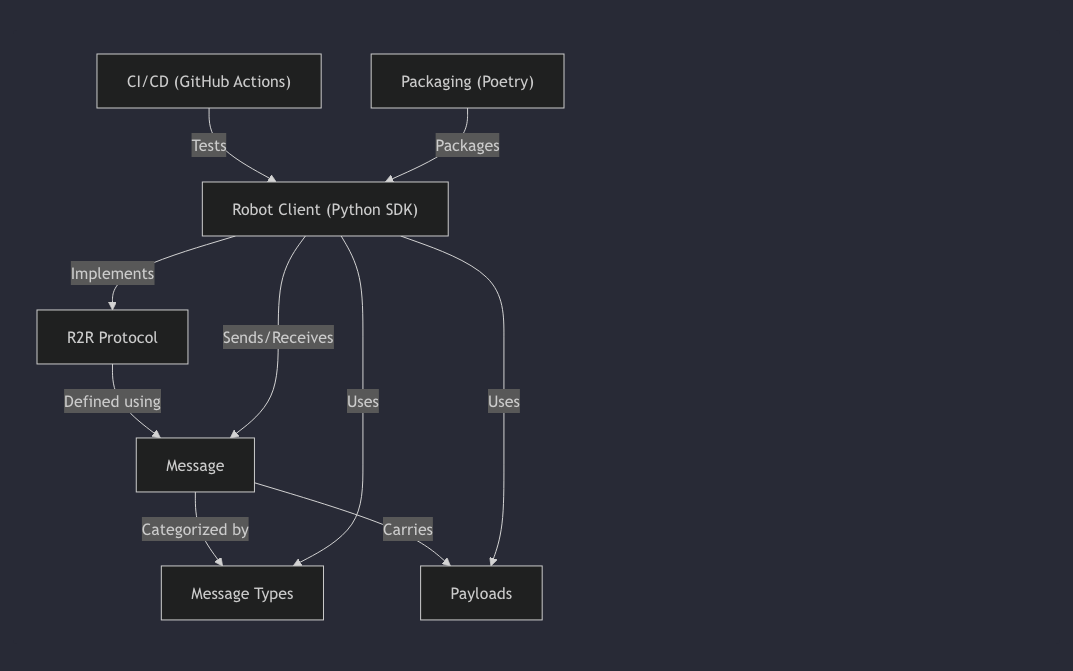 CI/CD (GitHub Actions)
Packaging (Poetry)
Tests
Packages
Robot Client (Python SDK)
Implements
R2R Protocol
Sends/Receives
Defined using
Uses
Uses
Message
Categorized by
Carries
Message Types
Payloads